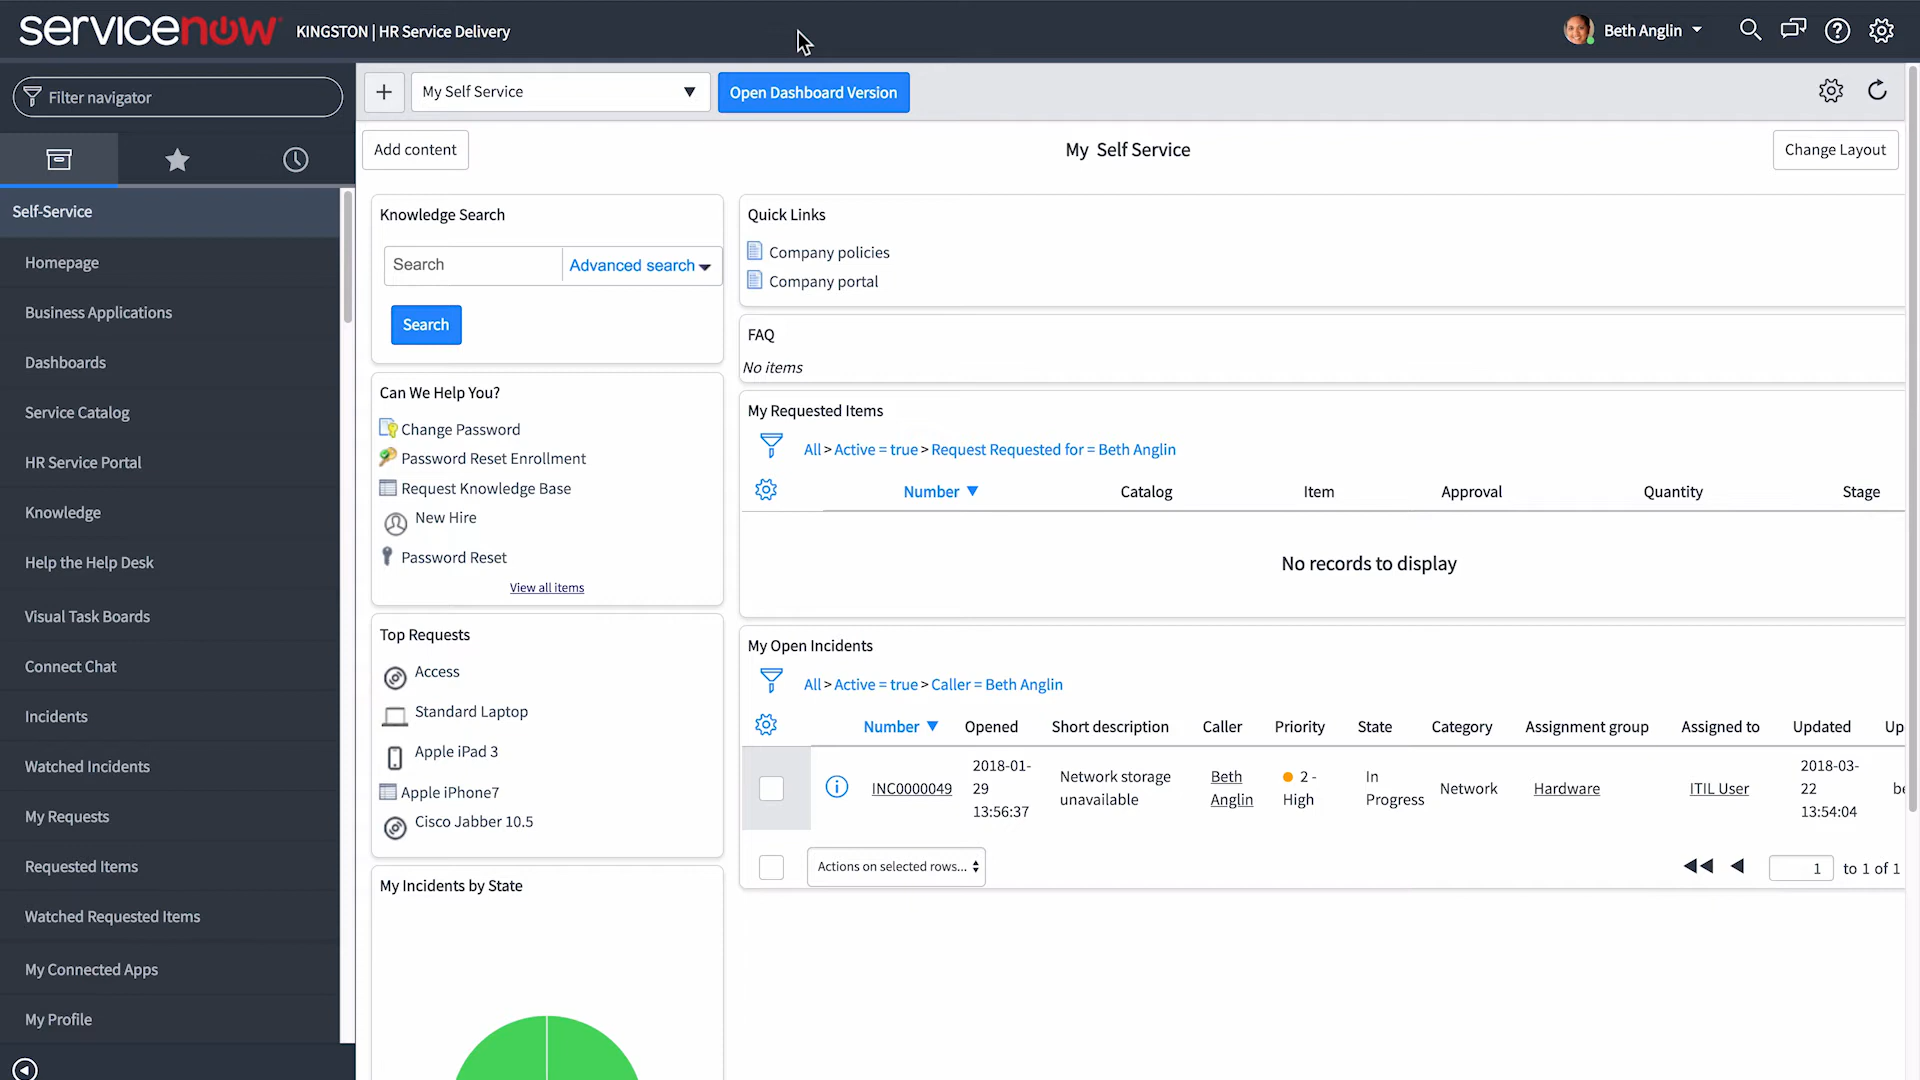 servicenow KINGSTON | HR Service Delivery
Beth Anglin
Filter navigator
Self-Service
Homepage
Business Applications
Dashboards
Service Catalog
HR Service Portal
Knowledge
Help the Help Desk
Visual Task Boards
Connect Chat
Incidents
Watched Incidents
My Requests
Requested Items
Watched Requested Items
My Connected Apps
My Profile
My Self Service
Open Dashboard Version
Add content
My Self Service
Change Layout
Knowledge Search
Search
Advanced search
Search
Can We Help You?
Change Password
Password Reset Enrollment
Request Knowledge Base
New Hire
Password Reset
View all items
Top Requests
Access
Standard Laptop
Apple iPad 3
Apple iPhone7
Cisco Jabber 10.5
My Incidents by State
Quick Links
Company policies
Company portal
FAQ
No items
My Requested Items
All > Active = true > Request Requested for = Beth Anglin
Number Catalog Item Approval Quantity Stage
No records to display
My Open Incidents
All > Active = true > Caller = Beth Anglin
Number Opened Short description Caller Priority State Category Assignment group Assigned to Updated Up
INC0000049
2018-01-
29
13:56:37
Network storage
unavailable
Beth
Anglin
2 -
High
In
Progress
Network
Hardware
ITIL User
2018-03-
22
13:54:04
be
Actions on selected rows...
1 to 1 of 1